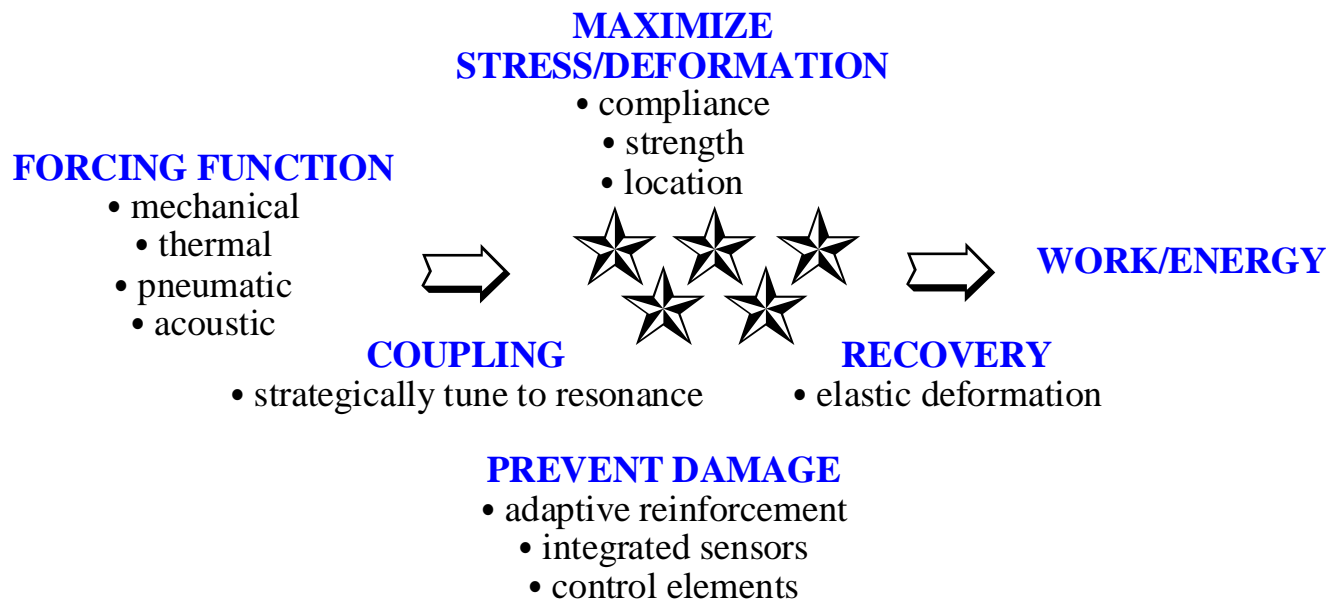 MAXIMIZE
STRESS/DEFORMATION
• compliance
• strength
• location
FORCING FUNCTION
• mechanical
• thermal
• pneumatic
• acoustic
WORK/ENERGY
COUPLING
• strategically tune to resonance
RECOVERY
• elastic deformation
PREVENT DAMAGE
• adaptive reinforcement
• integrated sensors
• control elements